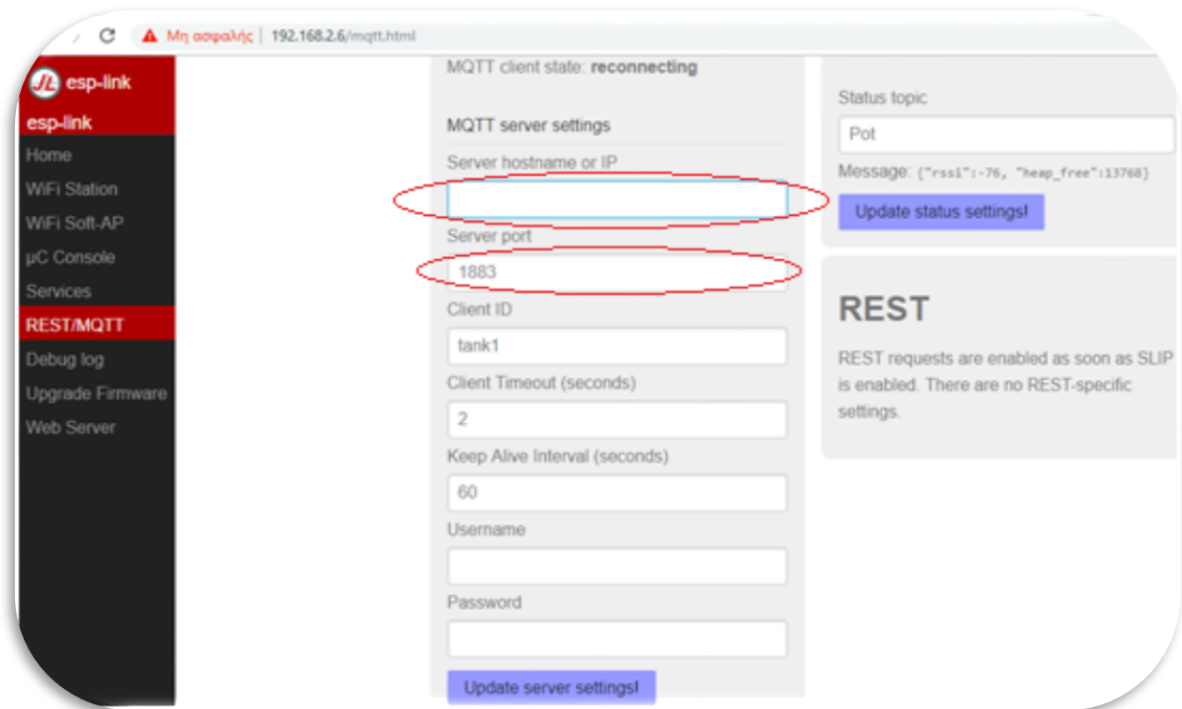 Μη ασφαλής | 192.168.2.6/mqtt.html
JL esp-link
esp-link
Home
WiFi Station
WiFi Soft-AP
µC Console
Services
REST/MQTT
Debug log
Upgrade Firmware
Web Server
MQTT client state: reconnecting
MQTT server settings
Server hostname or IP
Server port
1883
Client ID
tank1
Client Timeout (seconds)
2
Keep Alive Interval (seconds)
60
Username
Password
Update server settings!
Status topic
Pot
Message: {"rssi":-76, "heap_free":13768}
Update status settings!
REST
REST requests are enabled as soon as SLIP
is enabled. There are no REST-specific
settings.